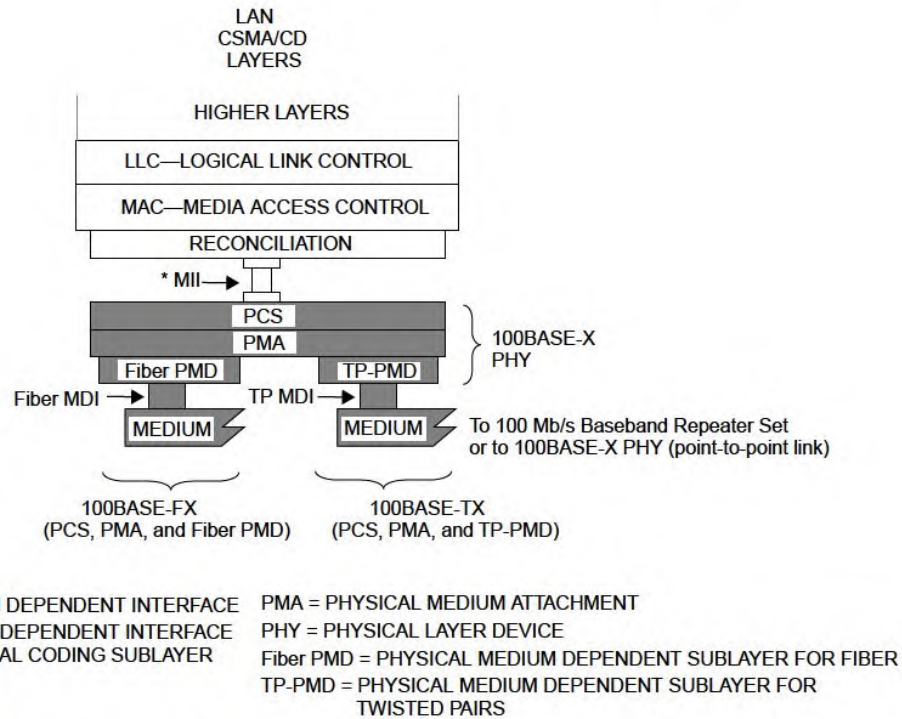 LAN
CSMA/CD
LAYERS
HIGHER LAYERS
LLC—LOGICAL LINK CONTROL
MAC—MEDIA ACCESS CONTROL
RECONCILIATION
* MII
PCS
PMA
100BASE-X
PHY
Fiber PMD
TP-PMD
Fiber MDI
TP MDI
MEDIUM
MEDIUM
To 100 Mb/s Baseband Repeater Set
or to 100BASE-X PHY (point-to-point link)
100BASE-FX
(PCS, PMA, and Fiber PMD)
100BASE-TX
(PCS, PMA, and TP-PMD)
DEPENDENT INTERFACE
DEPENDENT INTERFACE
AL CODING SUBLAYER
PMA = PHYSICAL MEDIUM ATTACHMENT
PHY = PHYSICAL LAYER DEVICE
Fiber PMD = PHYSICAL MEDIUM DEPENDENT SUBLAYER FOR FIBER
TP-PMD = PHYSICAL MEDIUM DEPENDENT SUBLAYER FOR
TWISTED PAIRS